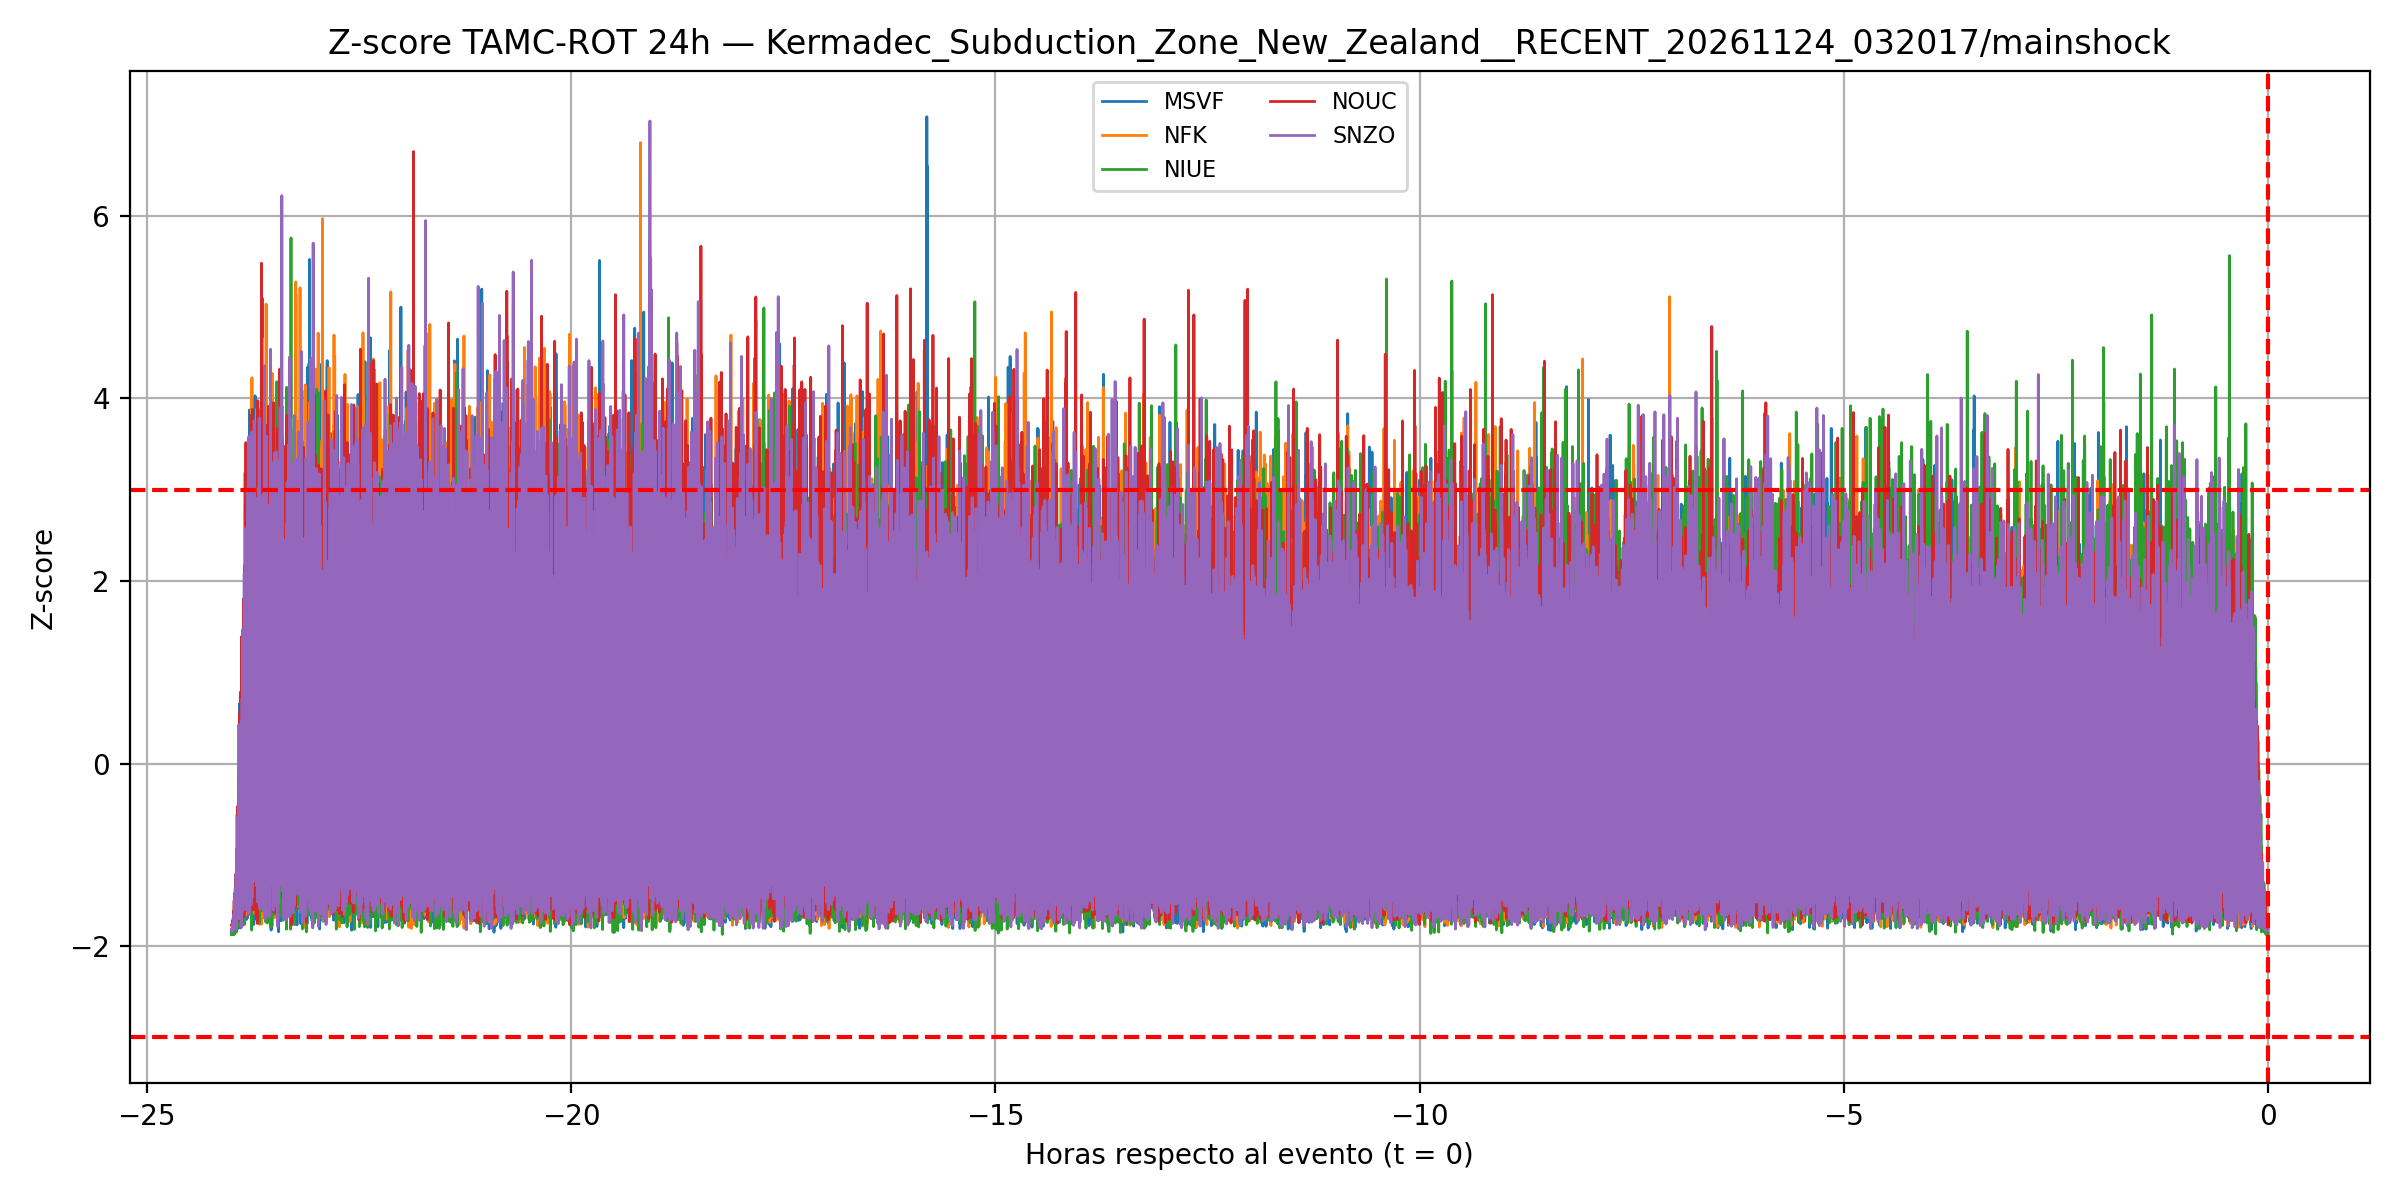 Z-score TAMC-ROT 24h — Kermadec_Subduction_Zone_New_Zealand__RECENT_20261124_032017/mainshock
MSVF
NFK
NIUE
NOUC
SNZO
Z-score
6
4
2
0
−2
−25
−20
−15
−10
−5
0
Horas respecto al evento (t = 0)